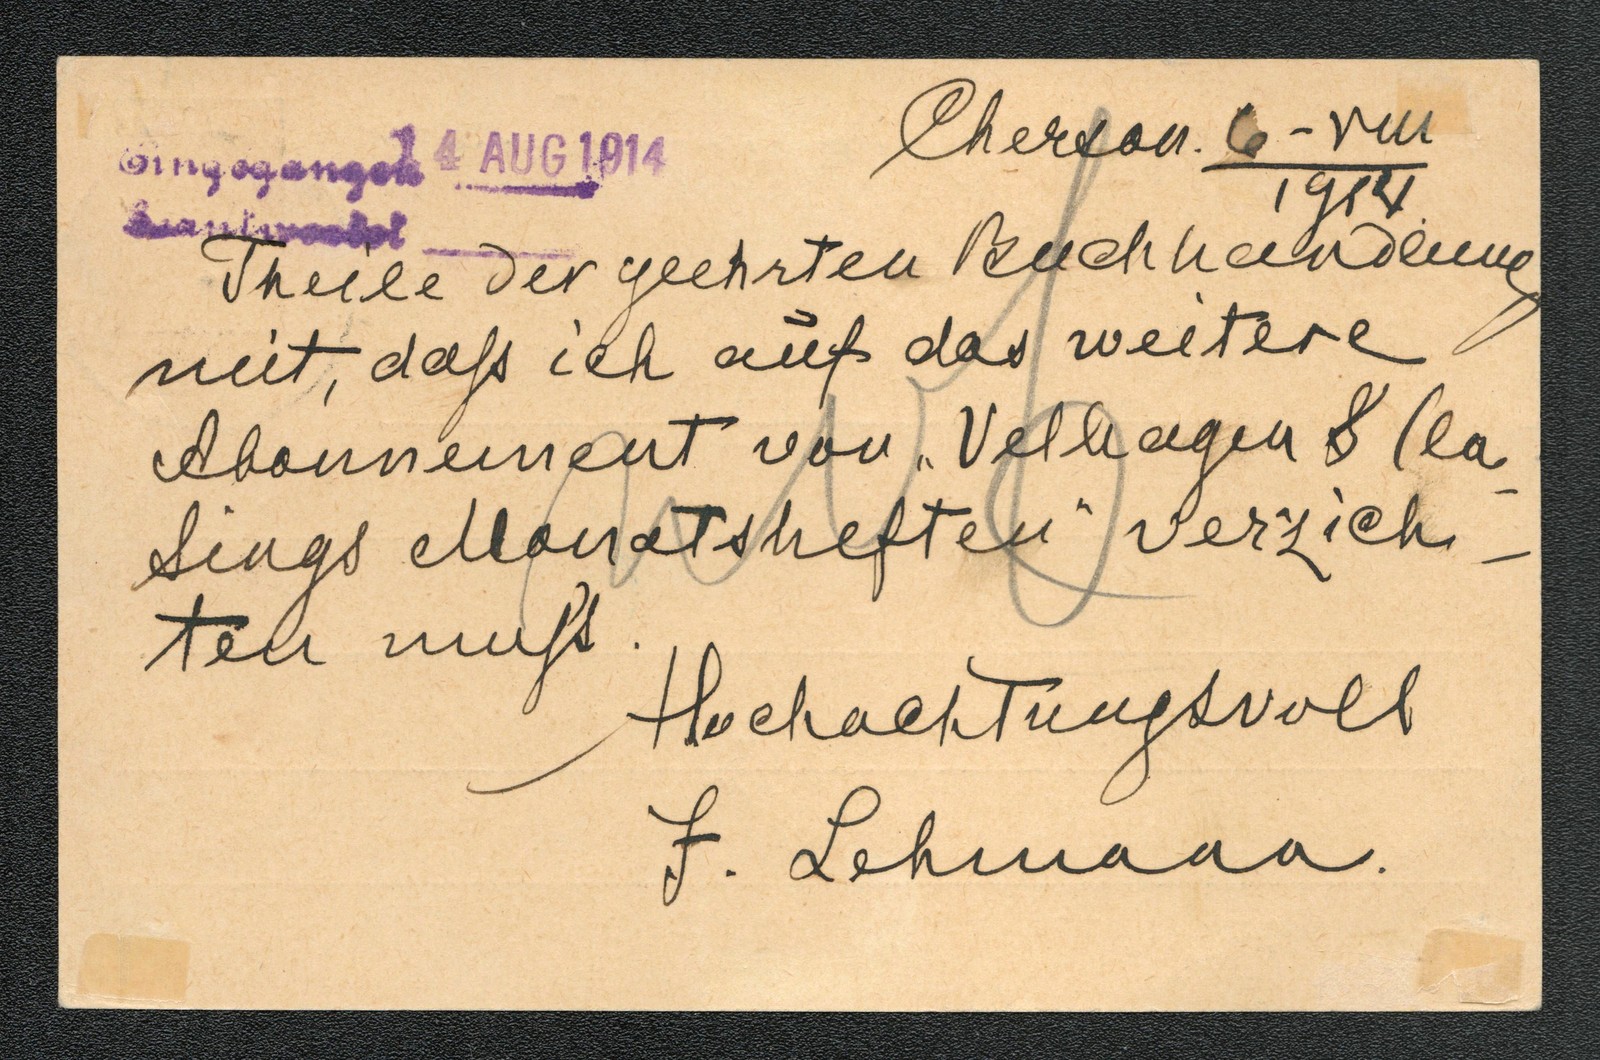 Cherson. 6-VIII
1914.
Eingegangen 14 AUG 1914
Beantwortet
Theile der geehrten Buchhandlung
mit, daſs ich auf das weitere
Abonnement von „Velhagen & Cla-
sings Monatsheften" verzich-
ten muſs.
Hochachtungsvoll
F. Lehmann.